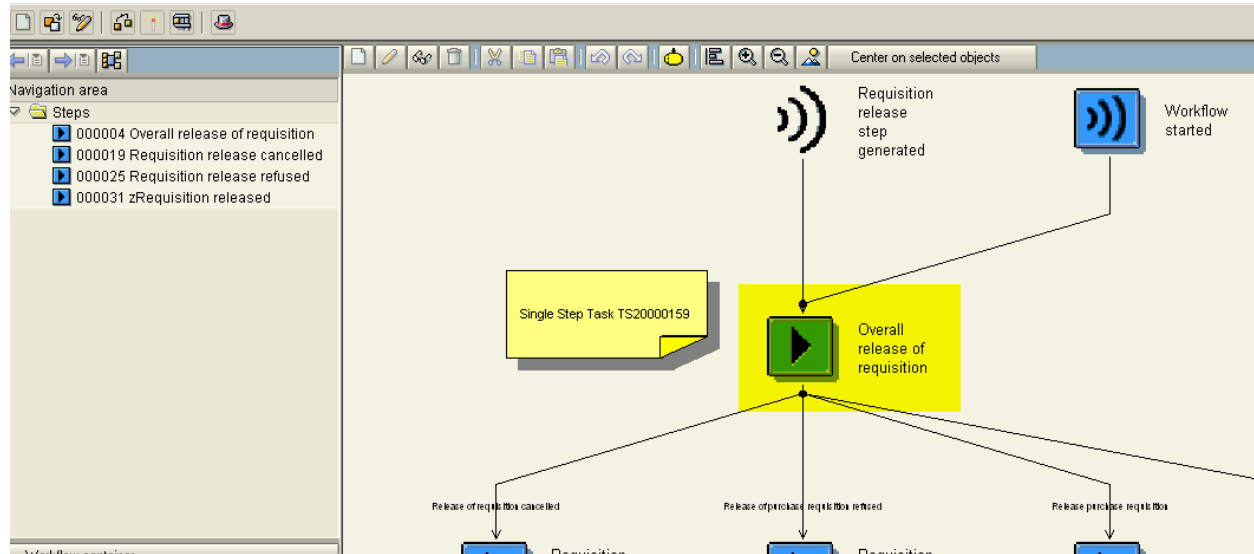 Center on selected objects
Navigation area
Steps
000004 Overall release of requisition
000019 Requisition release cancelled
000025 Requisition release refused
000031 zRequisition released
Requisition
release
step
generated
Workflow
started
Single Step Task TS20000159
Overall
release of
requisition
Release of requisition cancelled
Release of purchase requisition refused
Release purchase requisition
Workflow container
Requisition
Requisition